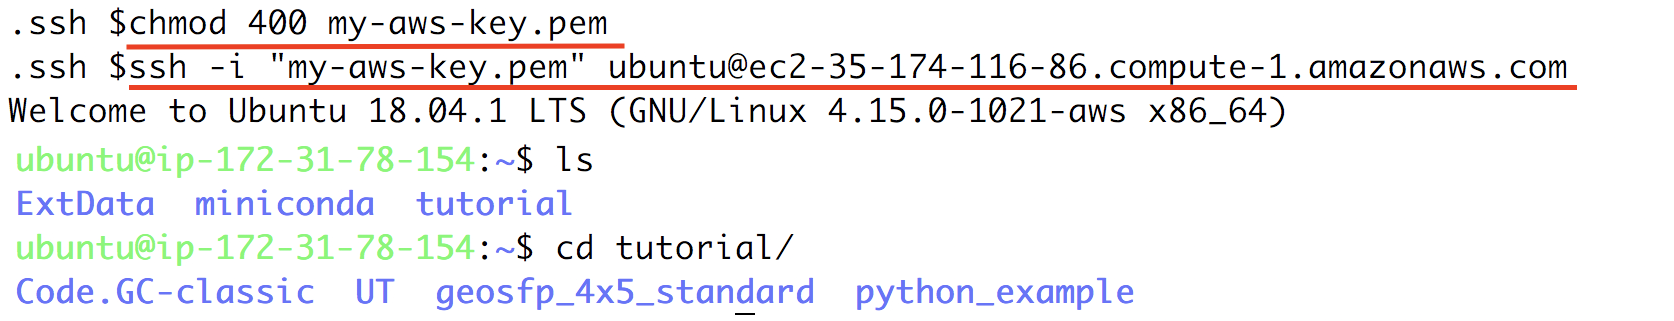 .ssh $chmod 400 my-aws-key.pem
.ssh $ssh -i "my-aws-key.pem" ubuntu@ec2-35-174-116-86.compute-1.amazonaws.com
Welcome to Ubuntu 18.04.1 LTS (GNU/Linux 4.15.0-1021-aws x86_64)
ubuntu@ip-172-31-78-154:~$ ls
ExtData  miniconda  tutorial
ubuntu@ip-172-31-78-154:~$ cd tutorial/
Code.GC-classic  UT  geosfp_4x5_standard  python_example